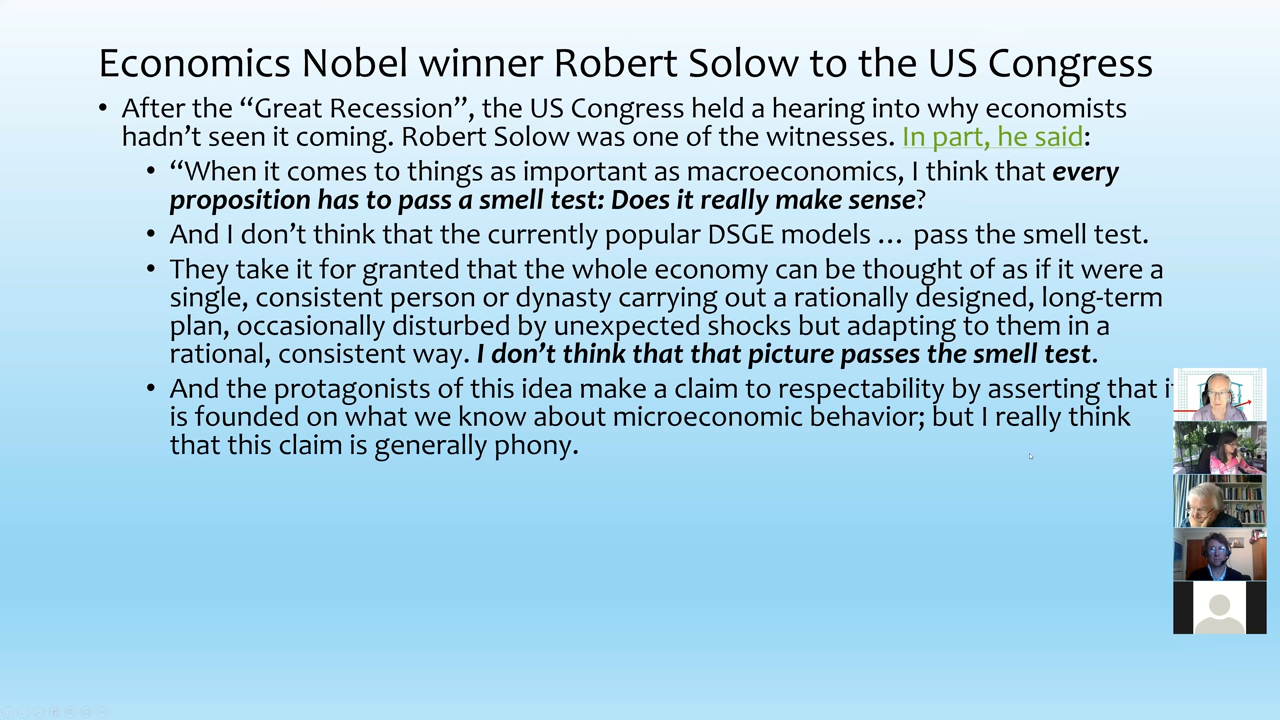 Economics Nobel winner Robert Solow to the US Congress
• After the “Great Recession”, the US Congress held a hearing into why economists
hadn’t seen it coming. Robert Solow was one of the witnesses. In part, he said:
• “When it comes to things as important as macroeconomics, I think that every
proposition has to pass a smell test: Does it really make sense?
• And I don’t think that the currently popular DSGE models … pass the smell test.
• They take it for granted that the whole economy can be thought of as if it were a
single, consistent person or dynasty carrying out a rationally designed, long-term
plan, occasionally disturbed by unexpected shocks but adapting to them in a
rational, consistent way. I don’t think that that picture passes the smell test.
• And the protagonists of this idea make a claim to respectability by asserting that it
is founded on what we know about microeconomic behavior; but I really think
that this claim is generally phony.